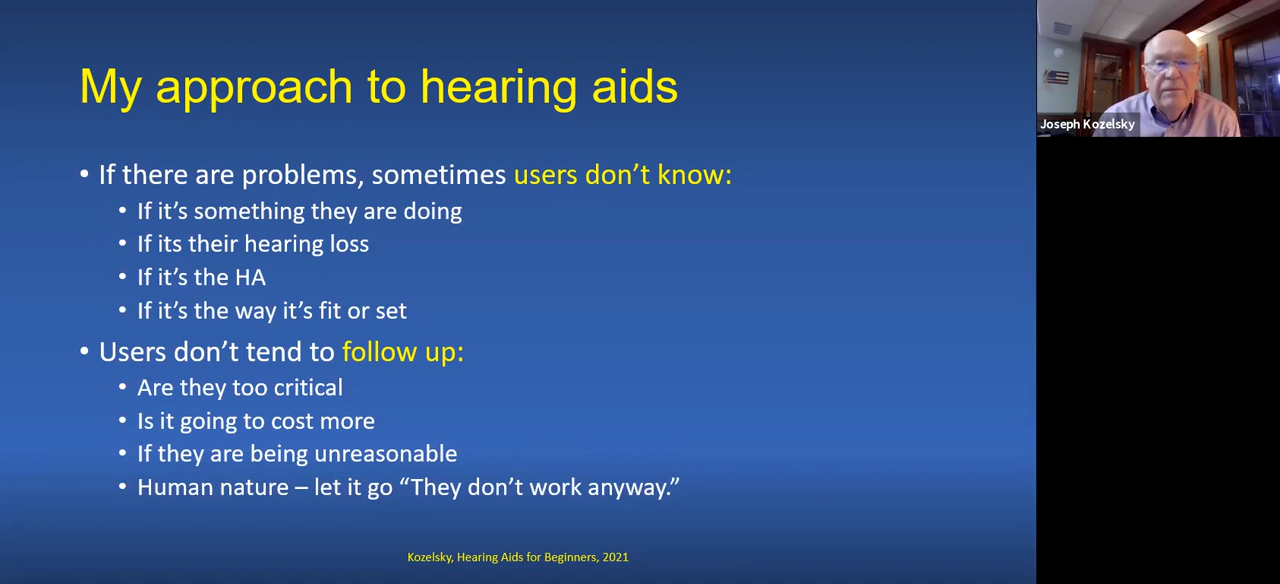 My approach to hearing aids
• If there are problems, sometimes users don’t know:
• If it’s something they are doing
• If its their hearing loss
• If it’s the HA
• If it’s the way it’s fit or set
• Users don’t tend to follow up:
• Are they too critical
• Is it going to cost more
• If they are being unreasonable
• Human nature – let it go “They don’t work anyway.”
Kozelsky, Hearing Aids for Beginners, 2021
Joseph Kozelsky